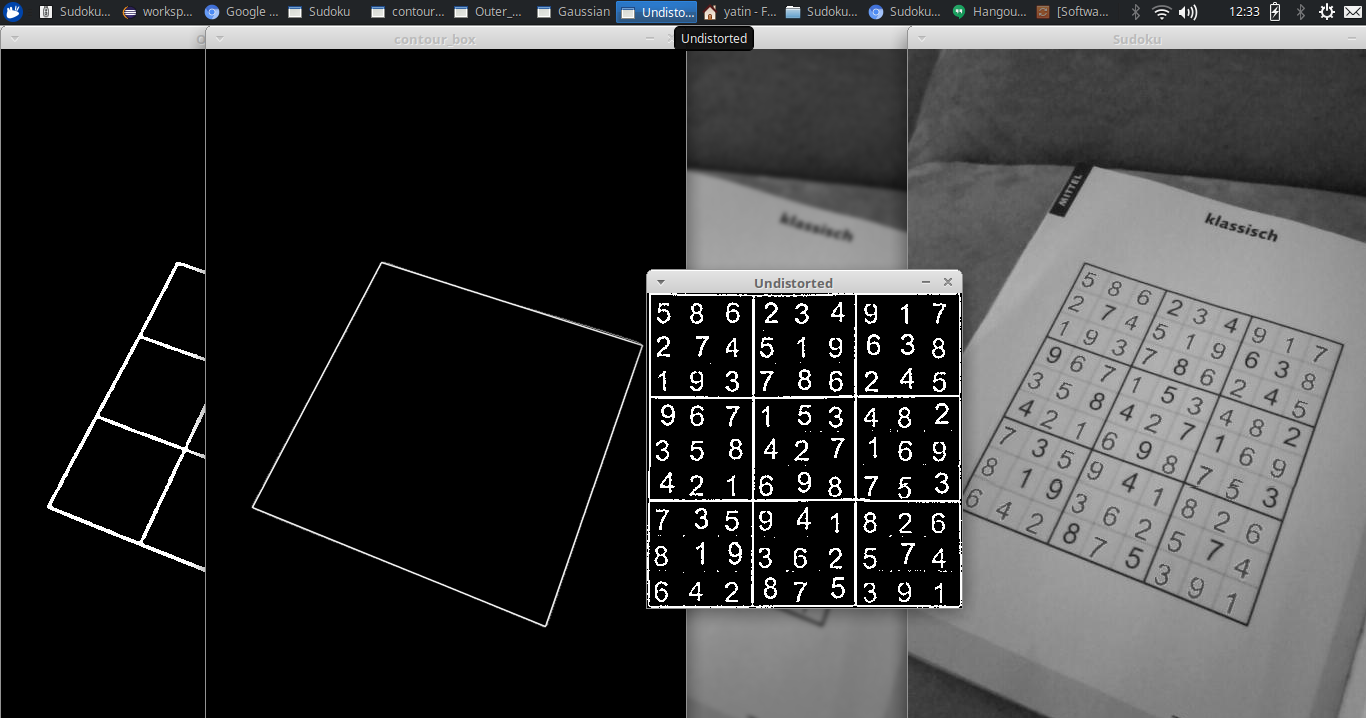 Sudoku...
worksp...
Google ...
Sudoku
contour...
Outer_...
Gaussian
Undisto...
yatin - F...
Sudoku...
Sudoku...
Hangou...
[Softwa...
12:33
contour_box
Undistorted
Sudoku
klassisch
MITTEL
klassisch
Undistorted
5 8 6 2 3 4 9 1 7
2 7 4 5 1 9 6 3 8
1 9 3 7 8 6 2 4 5
9 6 7 1 5 3 4 8 2
3 5 8 4 2 7 1 6 9
4 2 1 6 9 8 7 5 3
7 3 5 9 4 1 8 2 6
8 1 9 3 6 2 5 7 4
6 4 2 8 7 5 3 9 1
5 8 6 2 3 4 9 1 7
2 7 4 5 1 9 6 3 8
1 9 3 7 8 6 2 4 5
9 6 7 1 5 3 4 8 2
3 5 8 4 2 7 1 6 9
4 2 1 6 9 8 7 5 3
7 3 5 9 4 1 8 2 6
8 1 9 3 6 2 5 7 4
6 4 2 8 7 5 3 9 1